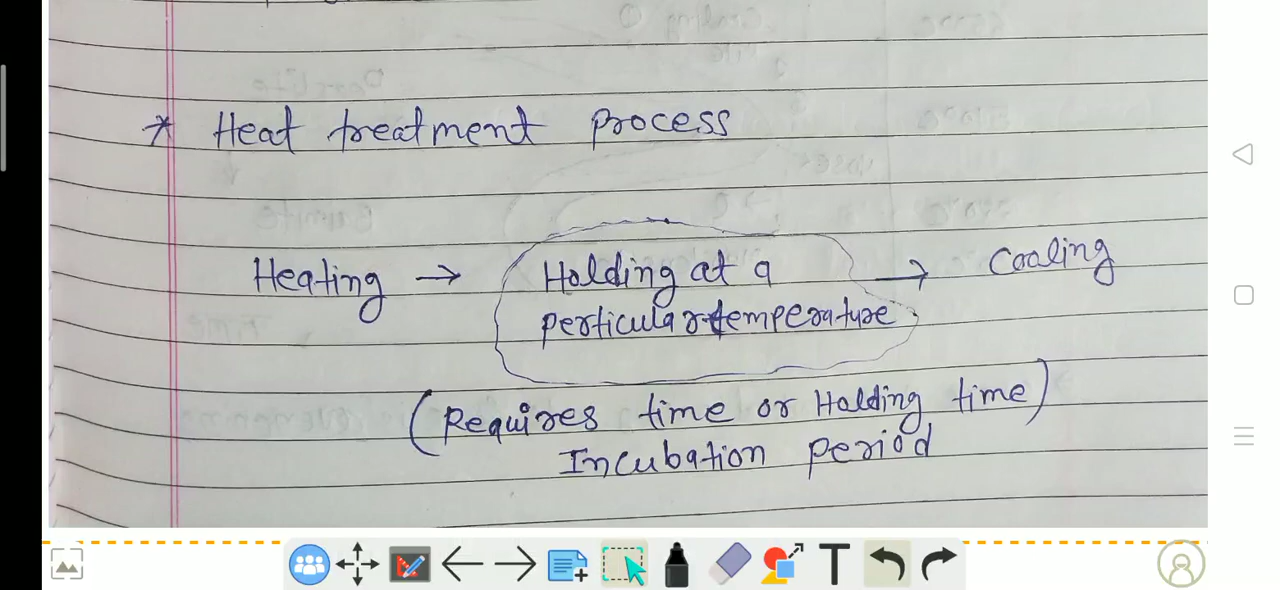 * Heat treatment process
Heating → Holding at a → Cooling
perticular temperature
(Requires time or Holding time)
Incubation period
T